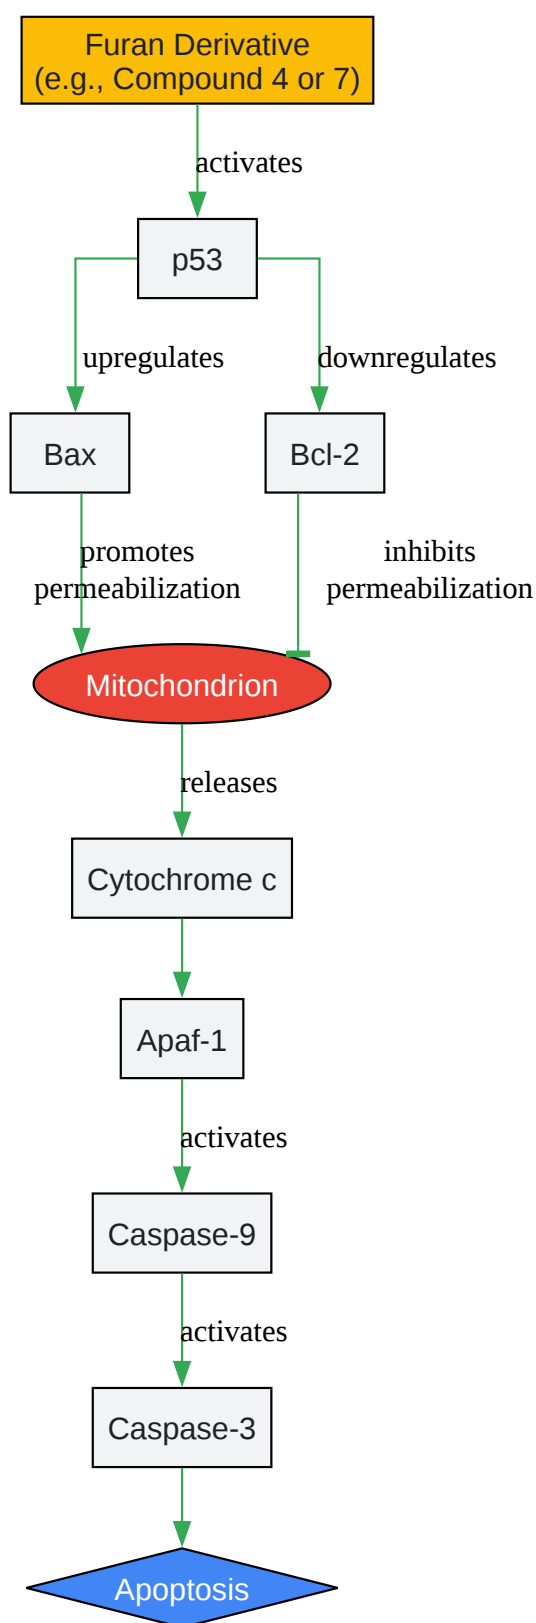 Furan Derivative
(e.g., Compound 4 or 7)
activates
p53
upregulates
downregulates
Bax
Bcl-2
promotes
permeabilization
inhibits
permeabilization
Mitochondrion
releases
Cytochrome c
Apaf-1
activates
Caspase-9
activates
Caspase-3
Apoptosis